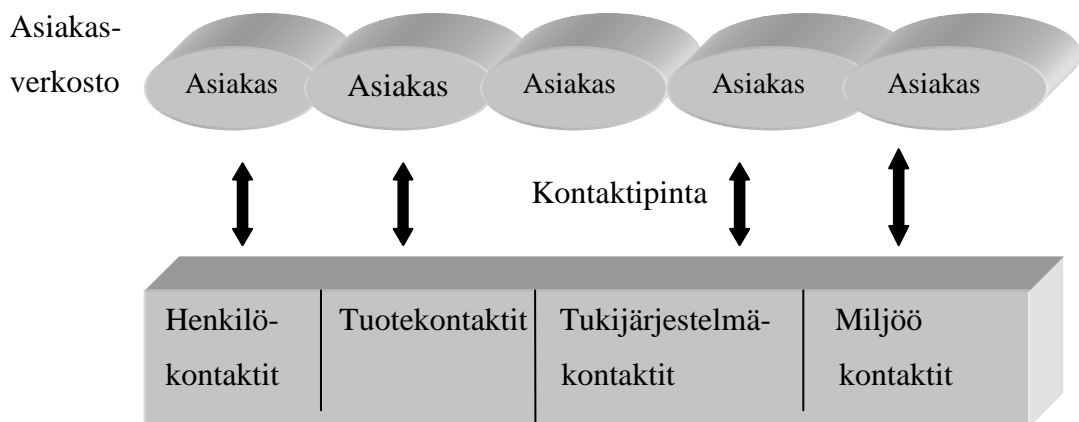 Asiakas-
verkosto
Asiakas Asiakas Asiakas Asiakas Asiakas
Kontaktipinta
Henkilö-
kontaktit
Tuotekontaktit
Tukijärjestelmä-
kontaktit
Miljöö
kontaktit